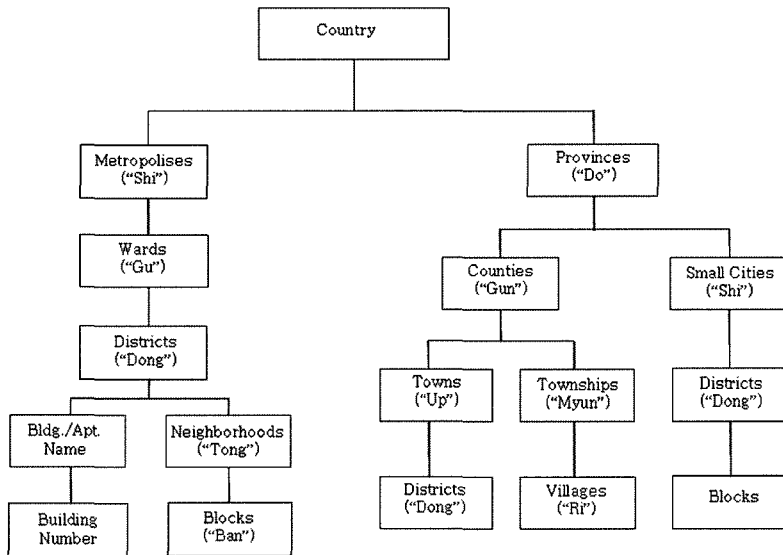 Country
Metropolises
("Shi")
Provinces
("Do")
Wards
("Gu")
Counties
("Gun")
Small Cities
("Shi")
Districts
("Dong")
Towns
("Up")
Townships
("Myun")
Districts
("Dong")
Bldg./Apt.
Name
Neighborhoods
("Tong")
Districts
("Dong")
Villages
("Ri")
Blocks
Building
Number
Blocks
("Ban")